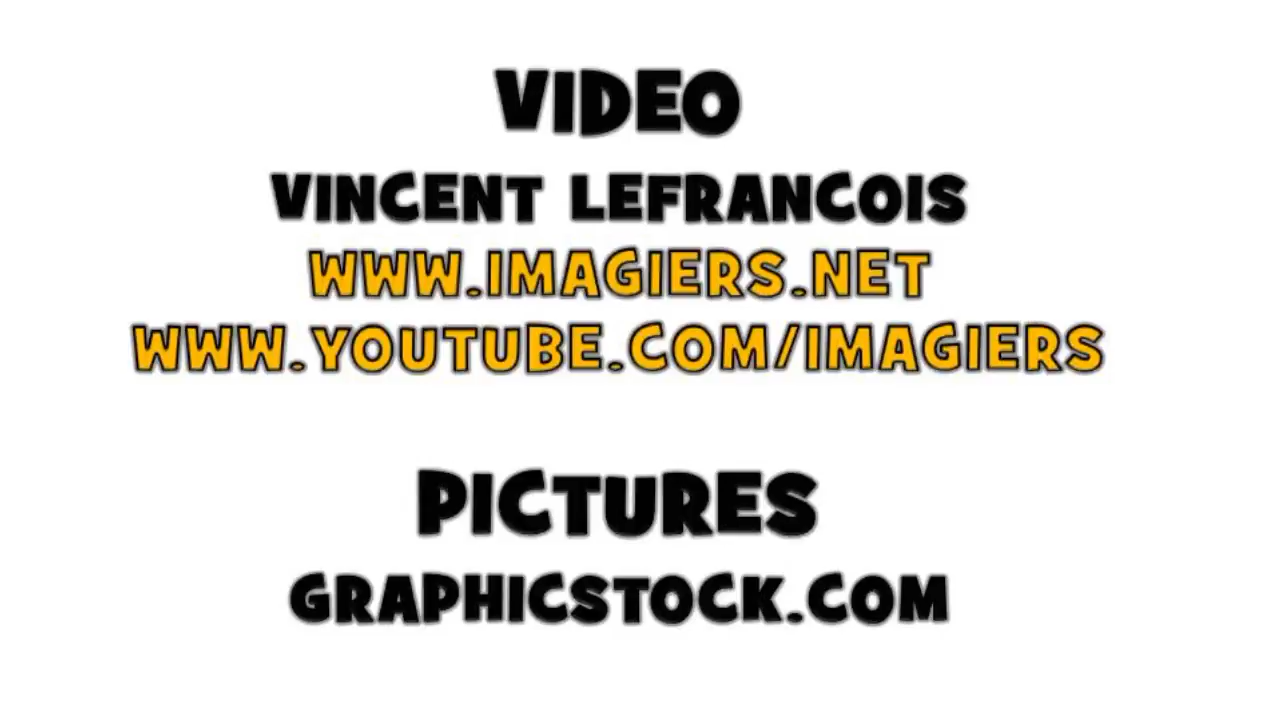 VIDEO
VINCENT LEFRANCOIS
WWW.IMAGIERS.NET
WWW.YOUTUBE.COM/IMAGIERS
PICTURES
GRAPHICSTOCK.COM